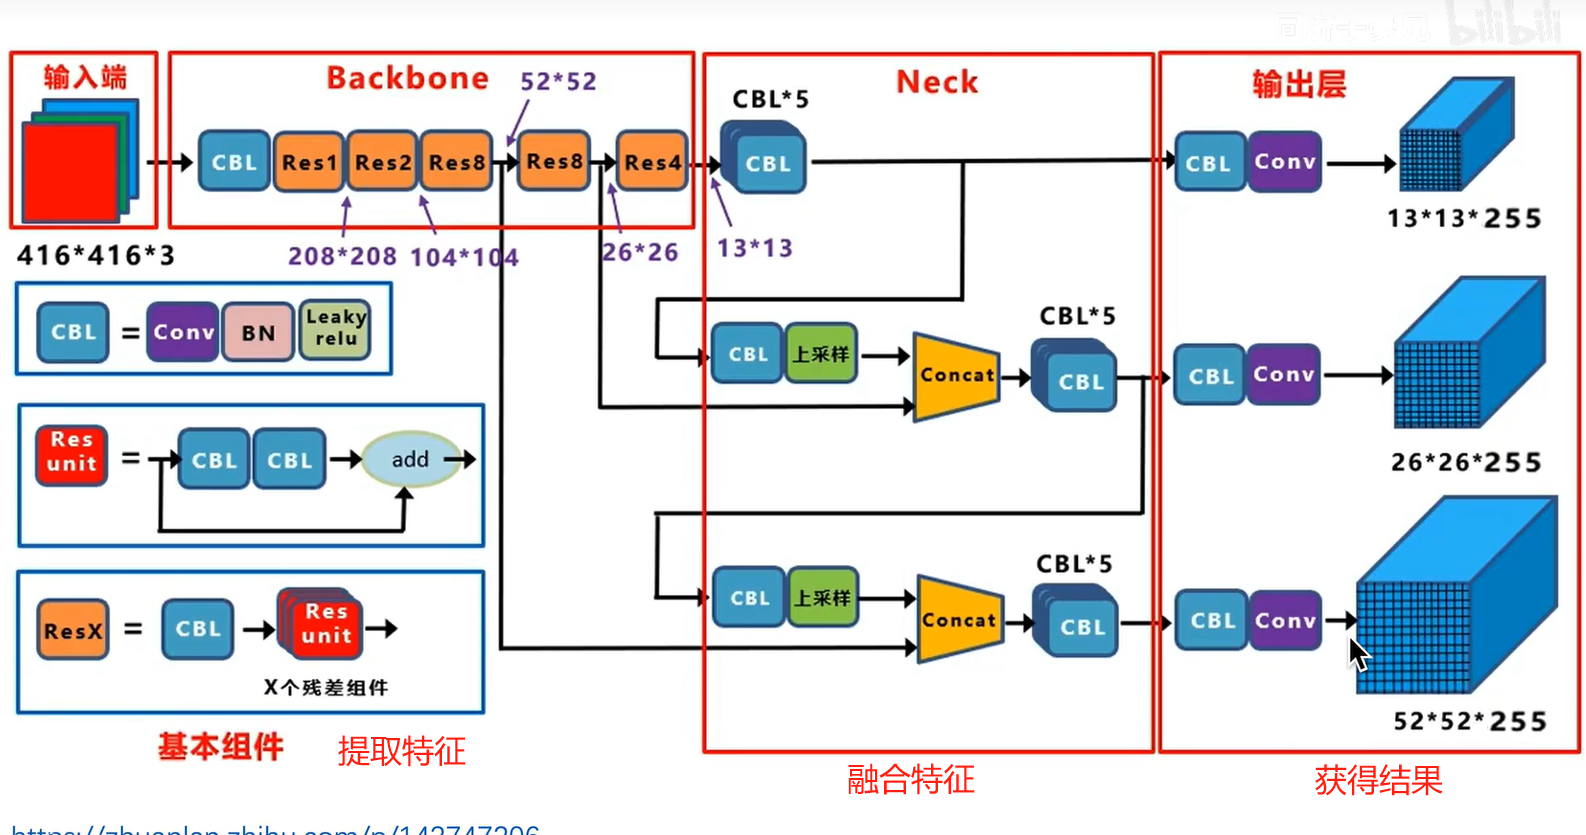 bilibili
输入端
Backbone
52*52
CBL
Res1
Res2
Res8
Res8
Res4
208*208
104*104
26*26
416*416*3
Neck
CBL*5
CBL
13*13
输出层
CBL
Conv
13*13*255
CBL
=
Conv
BN
Leaky
relu
CBL
上采样
Concat
CBL*5
CBL
CBL
Conv
26*26*255
Res
unit
=
CBL
CBL
add
CBL
上采样
Concat
CBL*5
CBL
CBL
Conv
52*52*255
ResX
=
CBL
Res
unit
X个残差组件
基本组件
提取特征
融合特征
获得结果